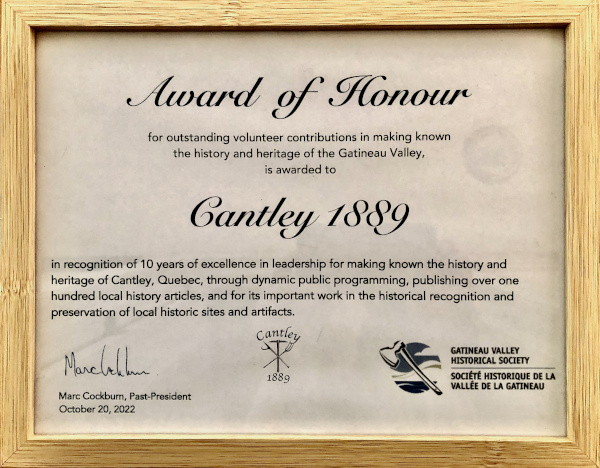 Award of Honour
for outstanding volunteer contributions in making known
the history and heritage of the Gatineau Valley,
is awarded to
Cantley 1889
in recognition of 10 years of excellence in leadership for making known the history and
heritage of Cantley, Quebec, through dynamic public programming, publishing over one
hundred local history articles, and for its important work in the historical recognition and
preservation of local historic sites and artifacts.
Cantley
1889
Marc Cockburn
Marc Cockburn, Past-President
October 20, 2022
GATINEAU VALLEY
HISTORICAL SOCIETY
SOCIÉTÉ HISTORIQUE DE LA
VALLÉE DE LA GATINEAU